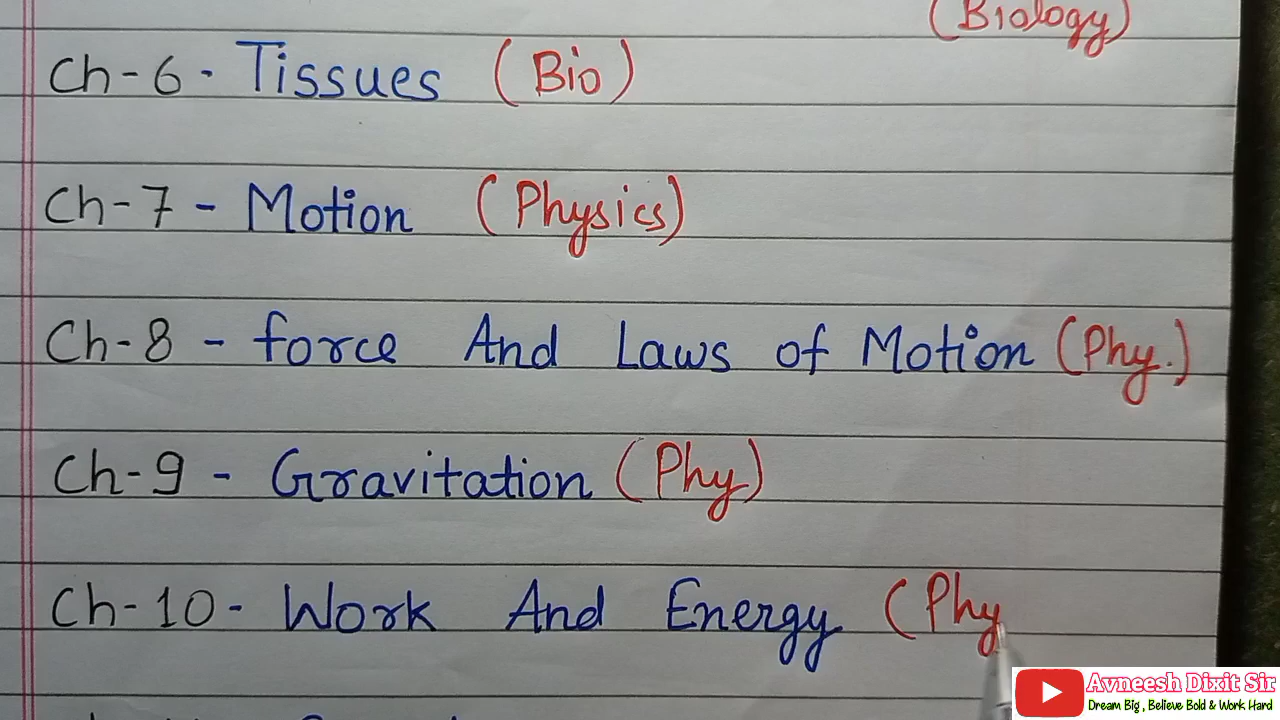 (Biology)
Ch-6- Tissues (Bio)
Ch-7 - Motion (Physics)
Ch-8 - force And Laws of Motion (Phy.)
Ch-9 - Gravitation (Phy)
Ch-10- Work And Energy (Phy
Avneesh Dixit Sir
Dream Big , Believe Bold & Work Hard